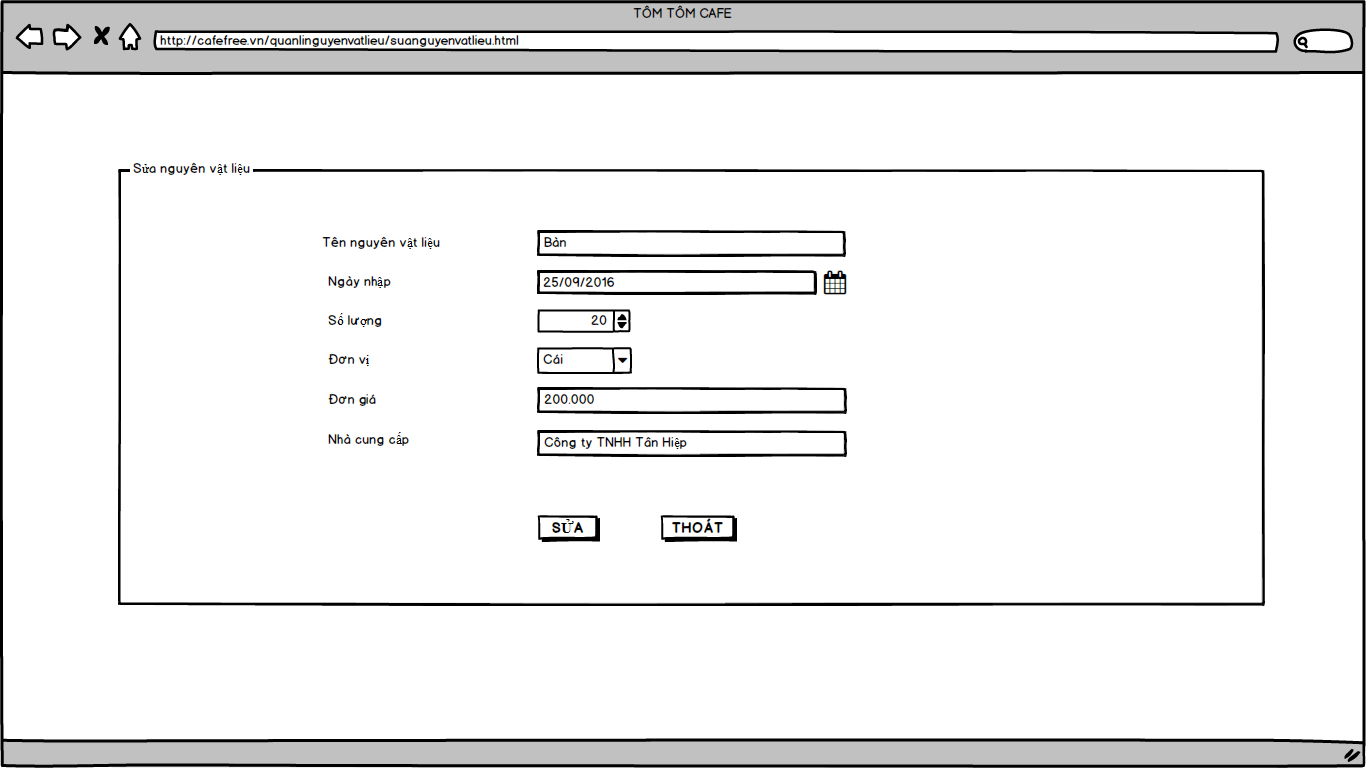 TÔM TÔM CAFE
http://cafefree.vn/quanlinguyenvatlieu/suanguyenvatlieu.html
Sửa nguyên vật liệu
Tên nguyên vật liệu Bàn
Ngày nhập 25/09/2016
Số lượng 20
Đơn vị Cái
Đơn giá 200.000
Nhà cung cấp Công ty TNHH Tân Hiệp
SỬA THOÁT